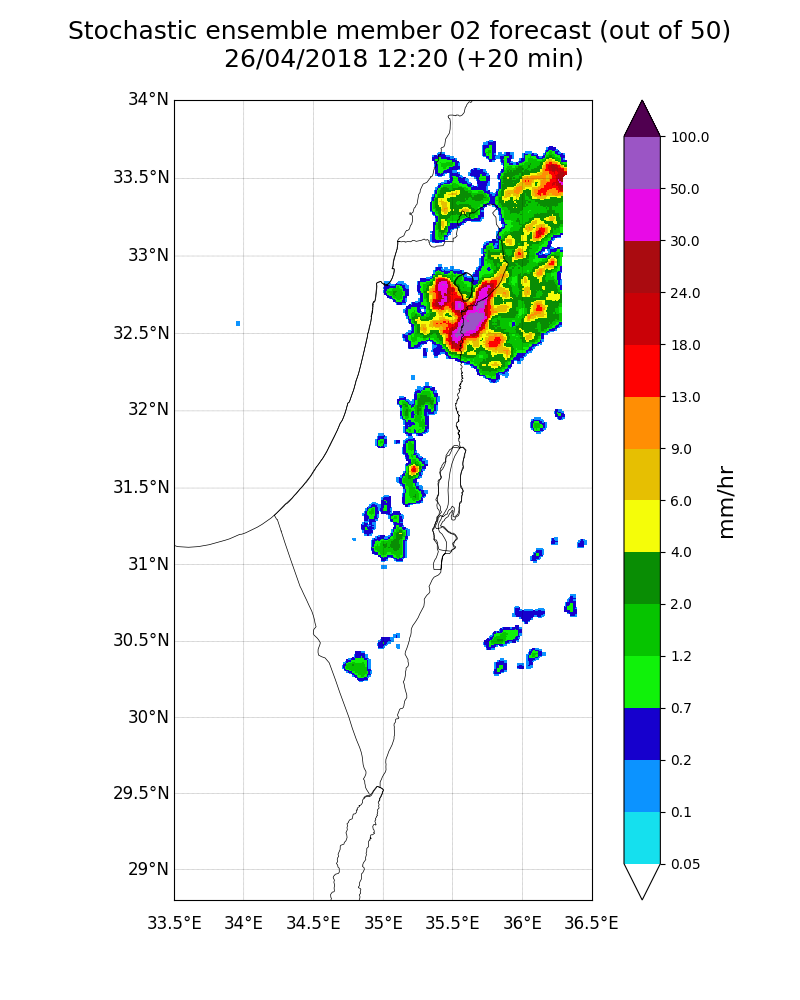 Stochastic ensemble member 02 forecast (out of 50)
26/04/2018 12:20 (+20 min)
34°N
33.5°N
33°N
32.5°N
32°N
31.5°N
31°N
30.5°N
30°N
29.5°N
29°N
33.5°E 34°E 34.5°E 35°E 35.5°E 36°E 36.5°E
100.0
50.0
30.0
24.0
18.0
13.0
9.0
6.0
4.0
2.0
1.2
0.7
0.2
0.1
0.05
mm/hr